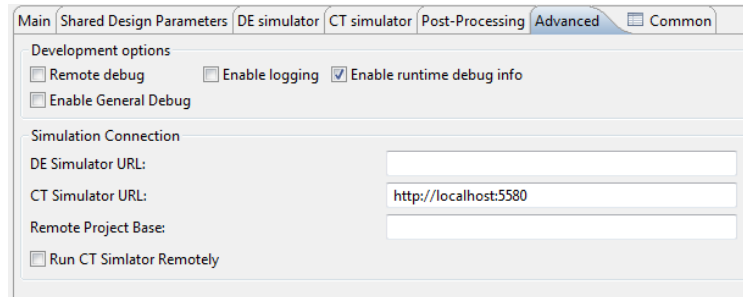 Main Shared Design Parameters DE simulator CT simulator Post-Processing Advanced Common
Development options
Remote debug Enable logging Enable runtime debug info
Enable General Debug
Simulation Connection
DE Simulator URL:
CT Simulator URL: http://localhost:5580
Remote Project Base:
Run CT Simlator Remotely